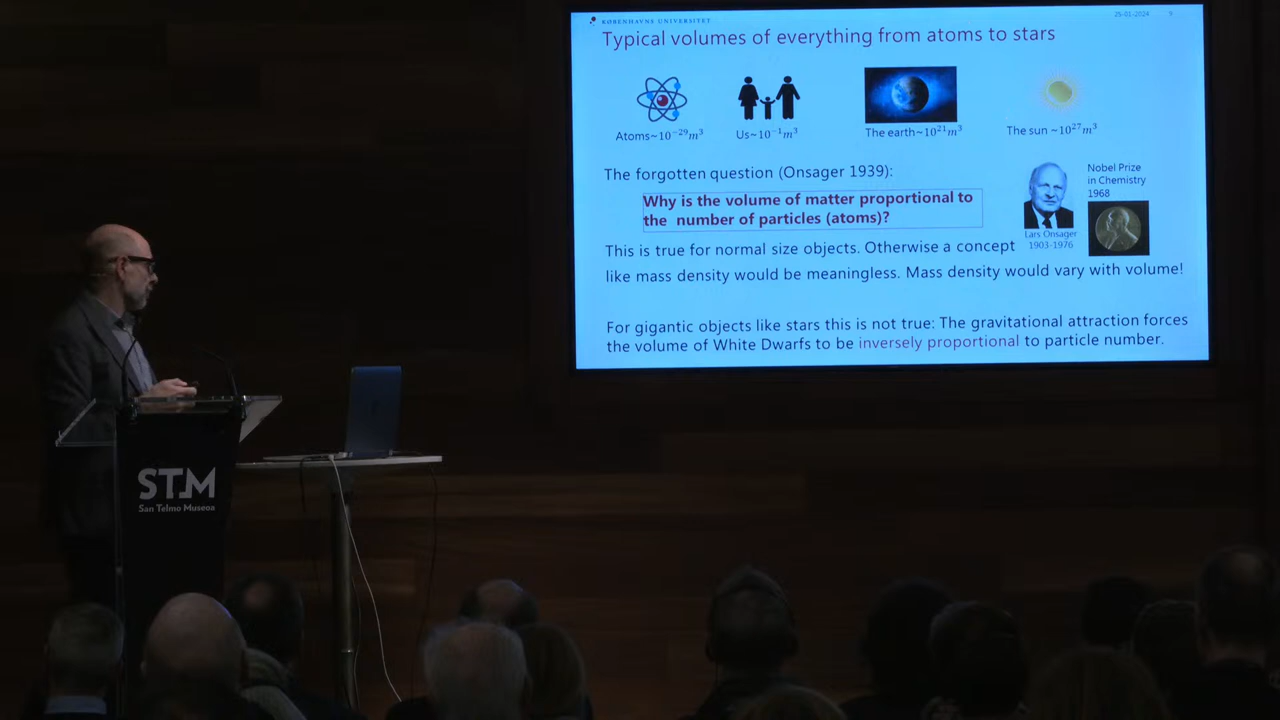 KØBENHAVNS UNIVERSITET
25-01-2024 9
Typical volumes of everything from atoms to stars
Atoms~10⁻²⁹m³
Us~10⁻¹m³
The earth~10²¹m³
The sun ~10²⁷m³
The forgotten question (Onsager 1939):
Why is the volume of matter proportional to
the number of particles (atoms)?
Nobel Prize
in Chemistry
1968
Lars Onsager
1903-1976
This is true for normal size objects. Otherwise a concept
like mass density would be meaningless. Mass density would vary with volume!
For gigantic objects like stars this is not true: The gravitational attraction forces
the volume of White Dwarfs to be inversely proportional to particle number.
STM
San Telmo Museoa